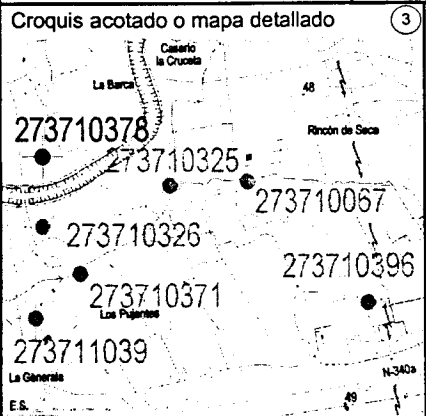 Croquis acotado o mapa detallado
3
Caserio
la Cruceta
La Barca
48
273710378
Rincón de Seca
273710325
273710067
273710326
273710396
273710371
Los Pujantes
273711039
La Generala
N-340a
49
E.S.